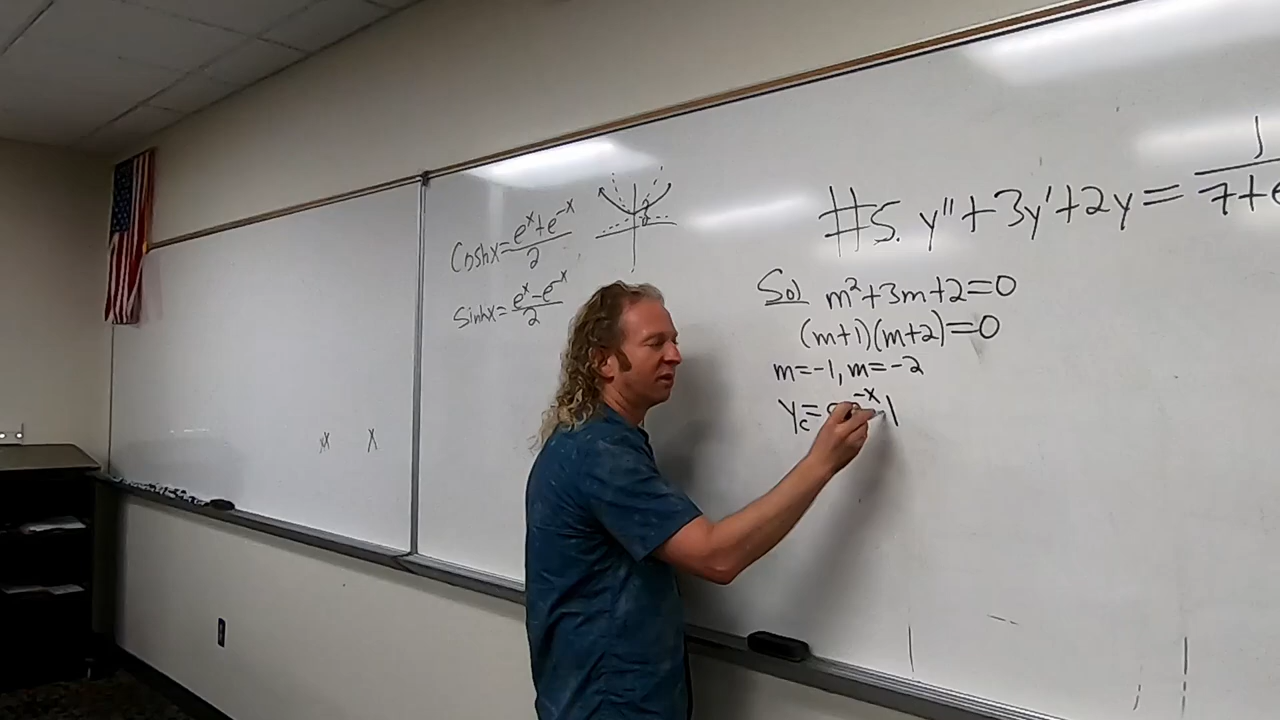 coshx = (e^x + e^-x)/2
sinhx = (e^x - e^-x)/2
#5. y'' + 3y' + 2y = 1/(7+e
Sol m² + 3m + 2 = 0
(m+1)(m+2) = 0
m = -1, m = -2
y_c = c e^-x
x x